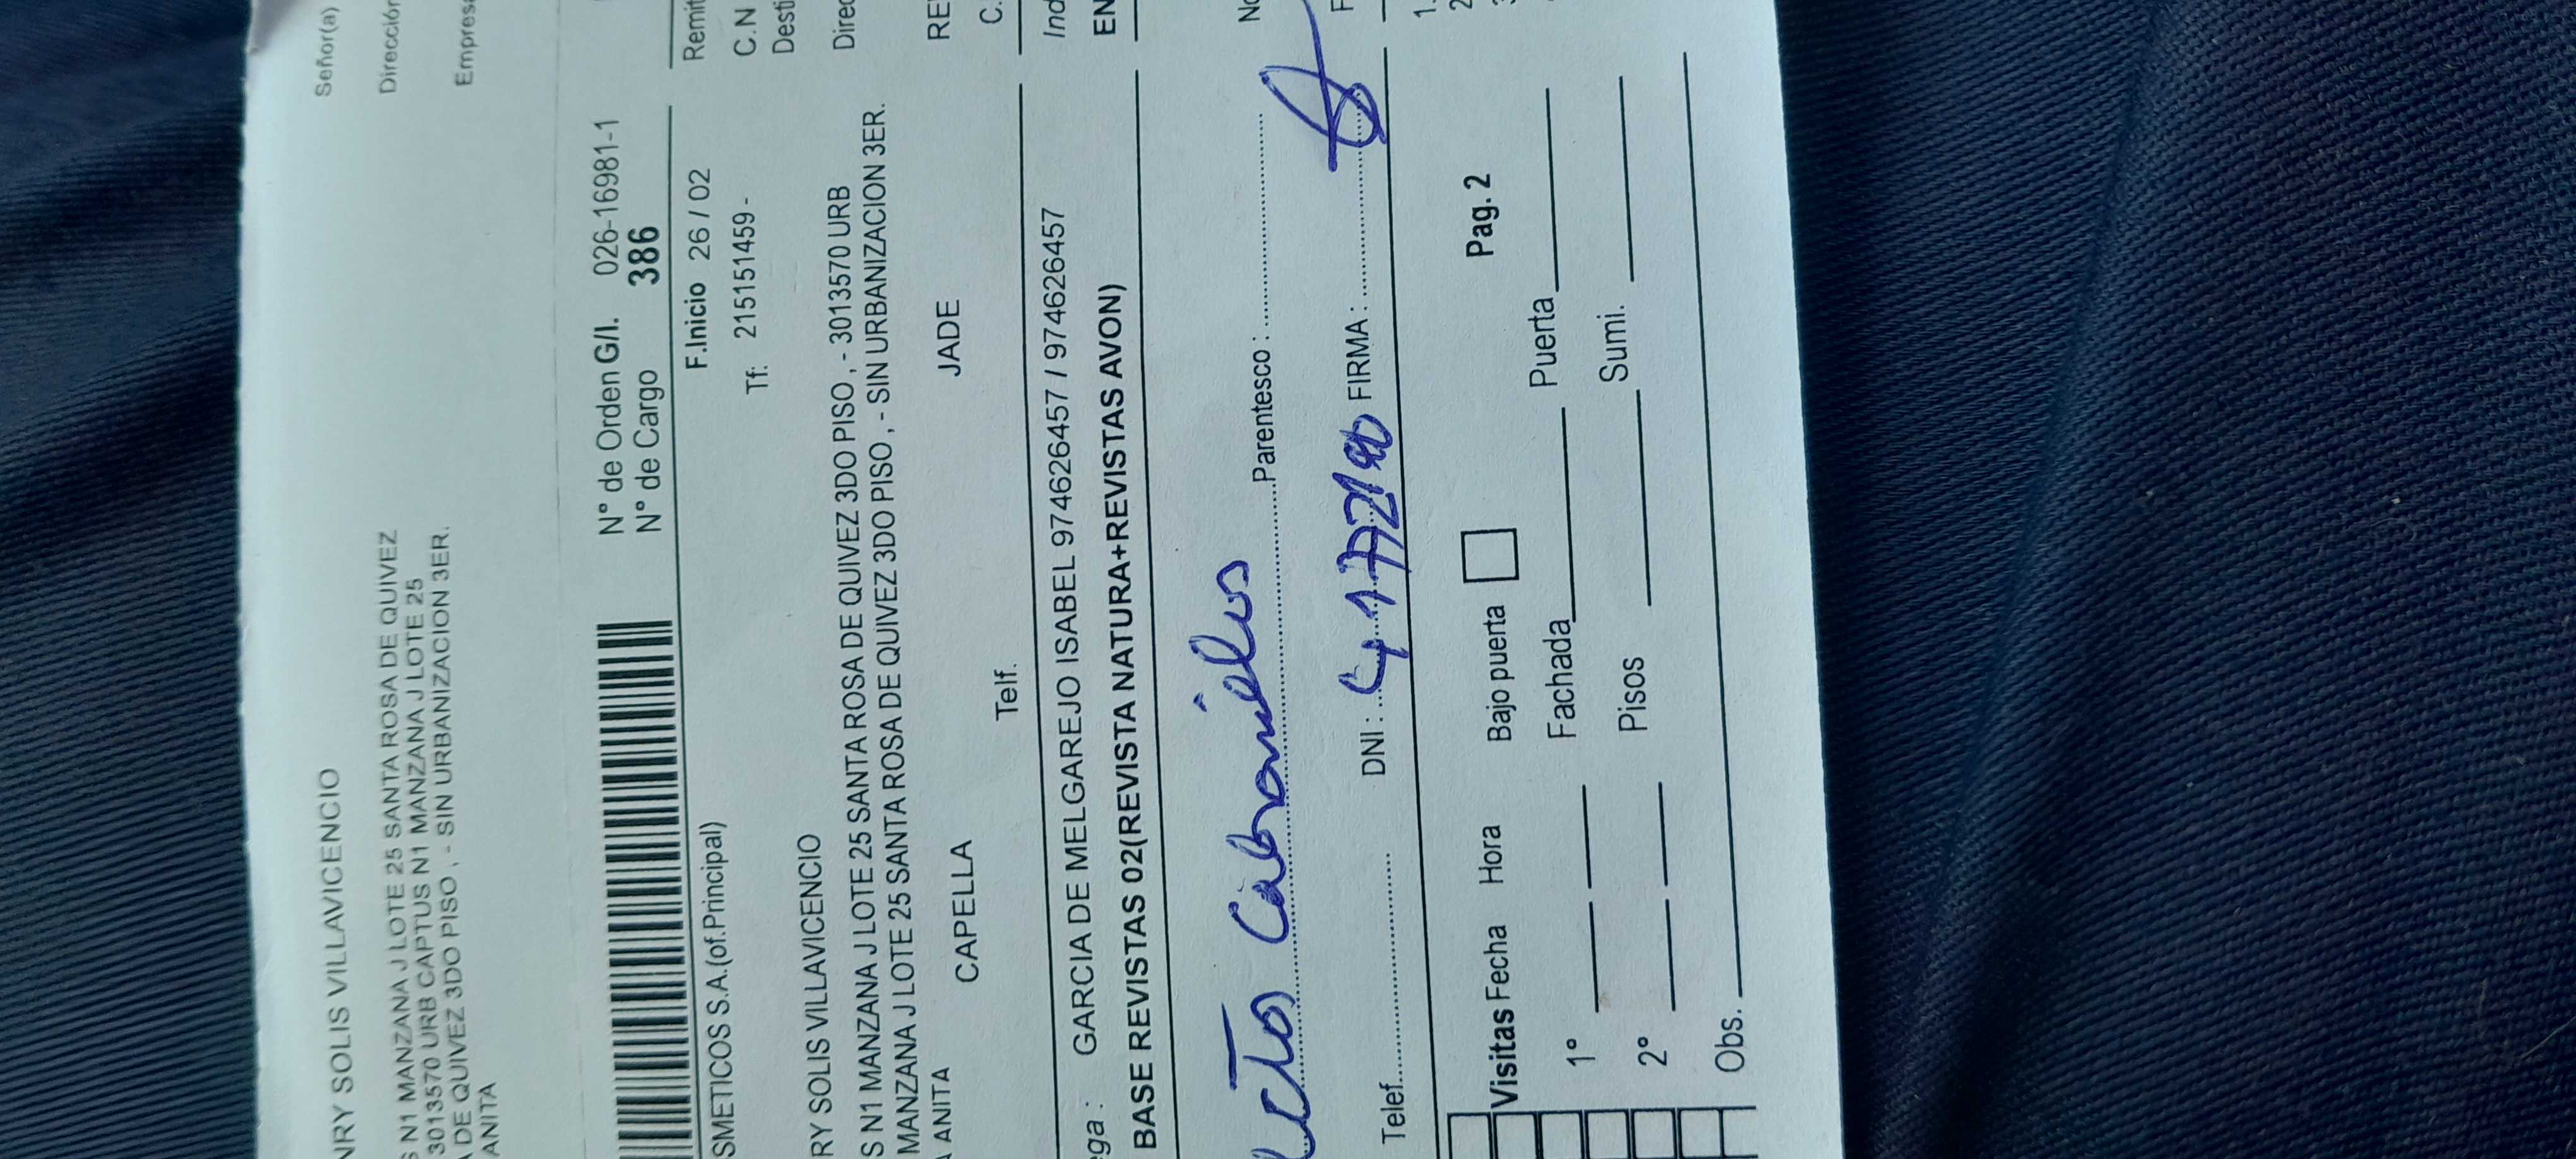 Señor(a)
NRY SOLIS VILLAVICENCIO
Dirección
S N1 MANZANA J LOTE 25 SANTA ROSA DE QUIVEZ
3013570 URB CAPTUS N1 MANZANA J LOTE 25
A DE QUIVEZ 3DO PISO , - SIN URBANIZACION 3ER.
Empresa
ANITA
N° de Orden G/I. 026-16981-1
N° de Cargo 386
Remit
SMETICOS S.A.(of.Principal) F.Inicio 26 / 02
C.N
Tf: 2151511459 -
Desti
RY SOLIS VILLAVICENCIO
Direc
S N1 MANZANA J LOTE 25 SANTA ROSA DE QUIVEZ 3DO PISO , - 3013570 URB
MANZANA J LOTE 25 SANTA ROSA DE QUIVEZ 3DO PISO , - SIN URBANIZACION 3ER.
A ANITA CAPELLA JADE
C.
Telf.
Ind
ega : GARCIA DE MELGAREJO ISABEL 974626457 / 974626457
EN
BASE REVISTAS 02(REVISTA NATURA+REVISTAS AVON)
No
Parentesco :
Telef. DNI : FIRMA :
Bajo puerta Pag. 2
Visitas Fecha Hora
1° Fachada Puerta
2° Pisos Sumi.
Obs.